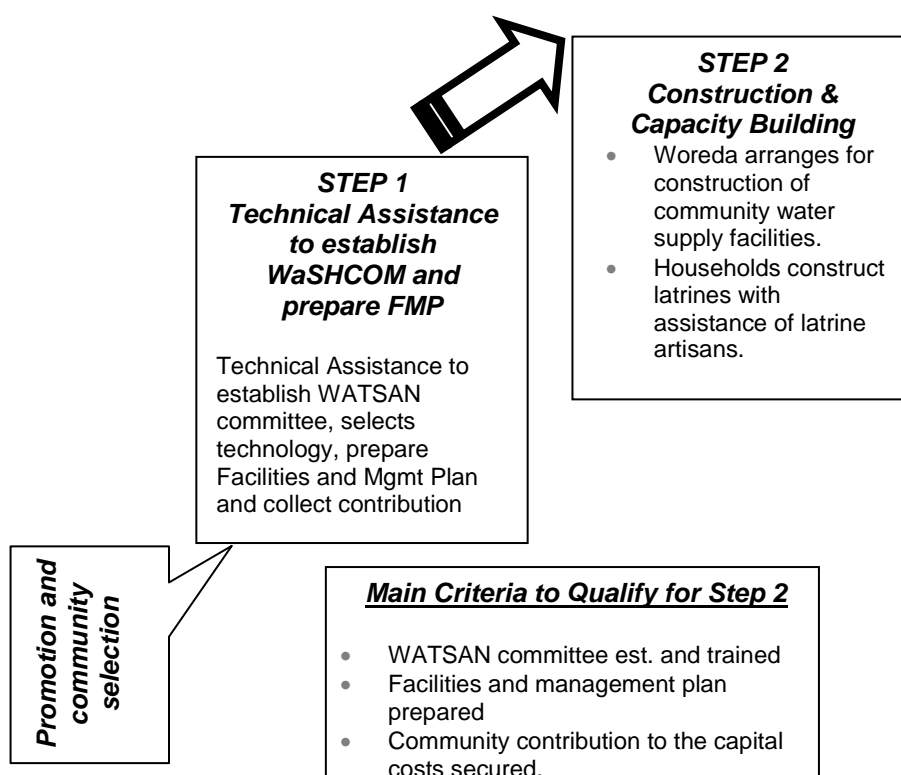 STEP 2
Construction &
Capacity Building
• Woreda arranges for
construction of
community water
supply facilities.
• Households construct
latrines with
assistance of latrine
artisans.
STEP 1
Technical Assistance
to establish
WaSHCOM and
prepare FMP
Technical Assistance to
establish WATSAN
committee, selects
technology, prepare
Facilities and Mgmt Plan
and collect contribution
Promotion and
community
selection
Main Criteria to Qualify for Step 2
• WATSAN committee est. and trained
• Facilities and management plan
prepared
• Community contribution to the capital
costs secured.